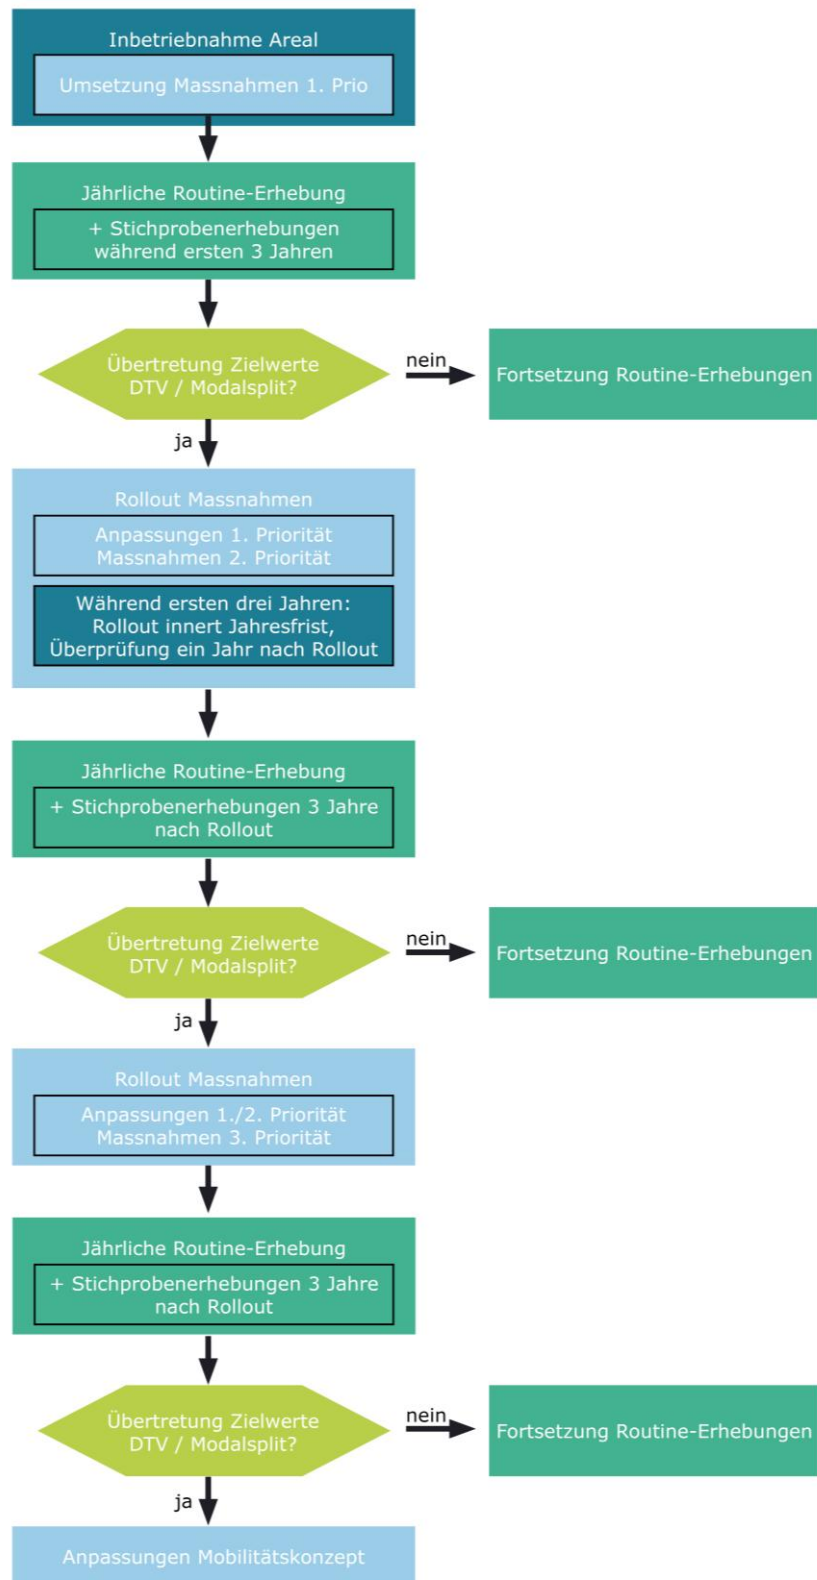 Inbetriebnahme Areal
Umsetzung Massnahmen 1. Prio
Jährliche Routine-Erhebung
+ Stichprobenerhebungen
während ersten 3 Jahren
Übertretung Zielwerte
DTV / Modalsplit?
nein
Fortsetzung Routine-Erhebungen
ja
Rollout Massnahmen
Anpassungen 1. Priorität
Massnahmen 2. Priorität
Während ersten drei Jahren:
Rollout innert Jahresfrist,
Überprüfung ein Jahr nach Rollout
Jährliche Routine-Erhebung
+ Stichprobenerhebungen 3 Jahre
nach Rollout
Übertretung Zielwerte
DTV / Modalsplit?
nein
Fortsetzung Routine-Erhebungen
ja
Rollout Massnahmen
Anpassungen 1./2. Priorität
Massnahmen 3. Priorität
Jährliche Routine-Erhebung
+ Stichprobenerhebungen 3 Jahre
nach Rollout
Übertretung Zielwerte
DTV / Modalsplit?
nein
Fortsetzung Routine-Erhebungen
ja
Anpassungen Mobilitätskonzept